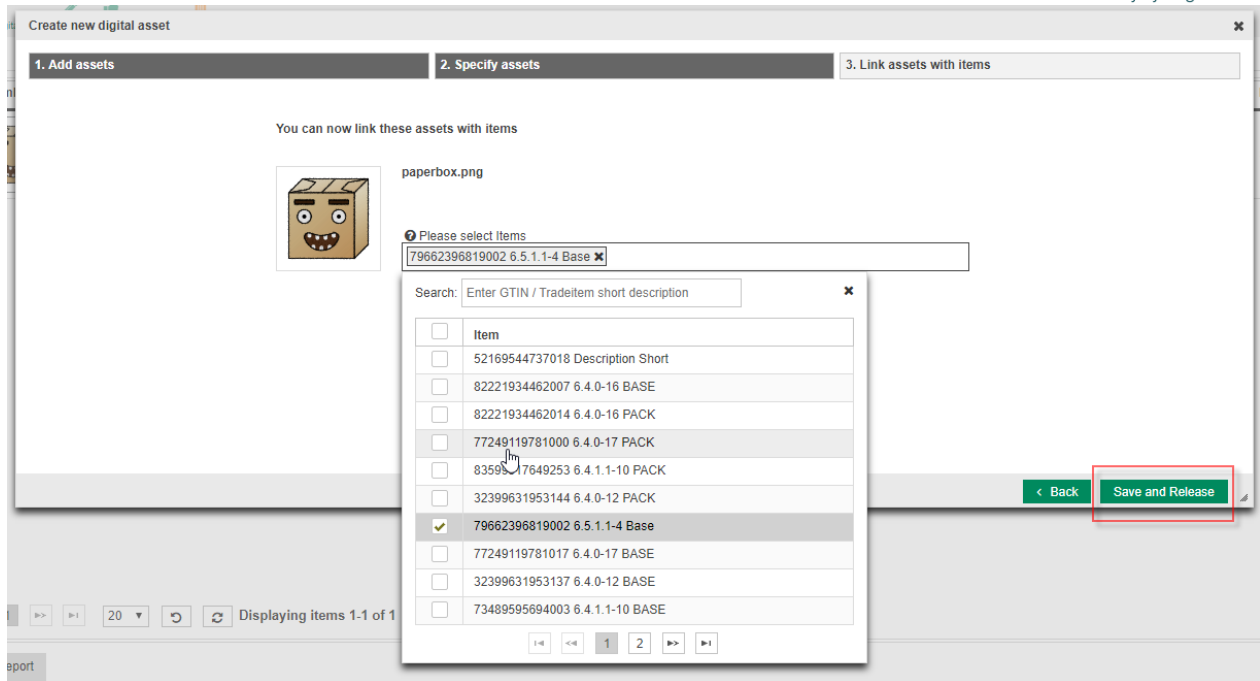 Create new digital asset
1. Add assets
2. Specify assets
3. Link assets with items
You can now link these assets with items
paperbox.png
Please select Items
79662396819002 6.5.1.1-4 Base
Search: Enter GTIN / Tradeitem short description
Item
52169544737018 Description Short
82221934462007 6.4.0-16 BASE
82221934462014 6.4.0-16 PACK
77249119781000 6.4.0-17 PACK
17649253 6.4.1.1-10 PACK
32399631953144 6.4.0-12 PACK
79662396819002 6.5.1.1-4 Base
77249119781017 6.4.0-17 BASE
32399631953137 6.4.0-12 BASE
73489595694003 6.4.1.1-10 BASE
1 2
< Back Save and Release
20 Displaying items 1-1 of 1
eport